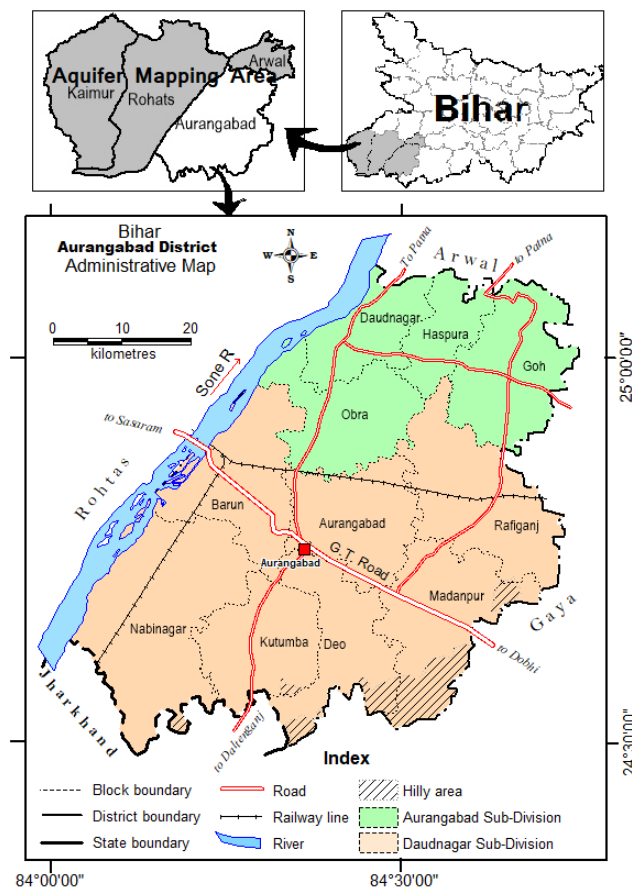 Aquifer Mapping Area
Kaimur
Rohats
Arwal
Aurangabad
Bihar
Bihar
Aurangabad District
Administrative Map
N
W E
S
0 10 20
kilometres
Sone R
to Sasaram
Rohtas
To Patna
Arwal
to Patna
Daudnagar
Haspura
Goh
Obra
25°00'00"
Barun
Aurangabad
Rafiganj
Aurangabad
G.T. Road
Madanpur
Gaya
Nabinagar
Kutumba
Deo
to Dobhi
Jharkhand
to Dahenganj
24°30'00"
Index
Block boundary
District boundary
State boundary
Road
Railway line
River
Hilly area
Aurangabad Sub-Division
Daudnagar Sub-Division
84°00'00"
84°30'00"